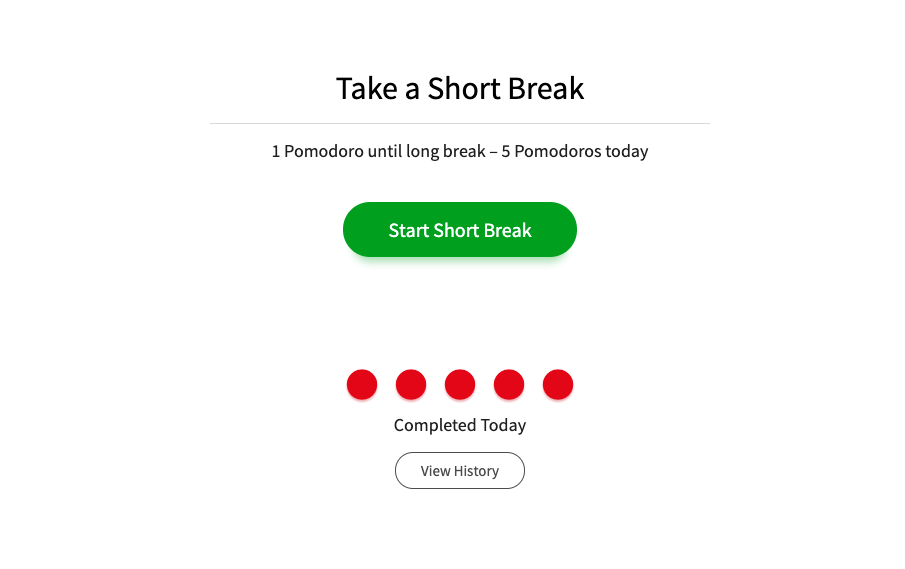 Take a Short Break
1 Pomodoro until long break – 5 Pomodoros today
Start Short Break
Completed Today
View History